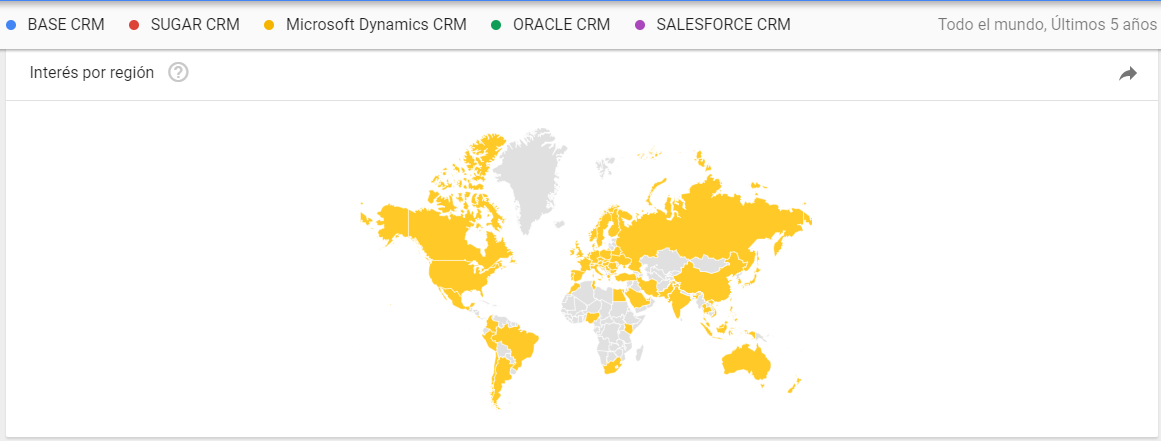 BASE CRM SUGAR CRM Microsoft Dynamics CRM ORACLE CRM SALESFORCE CRM Todo el mundo, Últimos 5 años
Interés por región ?